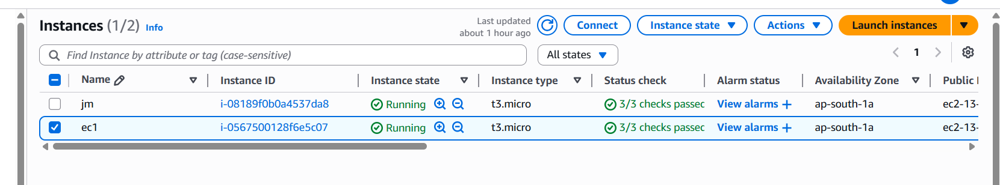 Instances (1/2) Info
Last updated
about 1 hour ago
Connect
Instance state
Actions
Launch instances
Find Instance by attribute or tag (case-sensitive)
All states
1
Name Instance ID Instance state Instance type Status check Alarm status Availability Zone Public
jm i-08189f0b0a4537da8 Running t3.micro 3/3 checks passec View alarms + ap-south-1a ec2-13-
ec1 i-0567500128f6e5c07 Running t3.micro 3/3 checks passec View alarms + ap-south-1a ec2-13-